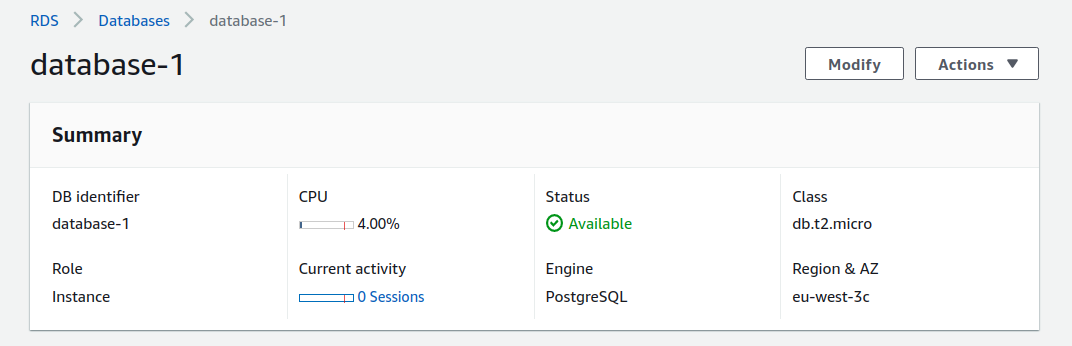 RDS > Databases > database-1
database-1
Modify
Actions ▼
Summary
DB identifier
database-1
CPU
4.00%
Status
Available
Class
db.t2.micro
Role
Instance
Current activity
0 Sessions
Engine
PostgreSQL
Region & AZ
eu-west-3c